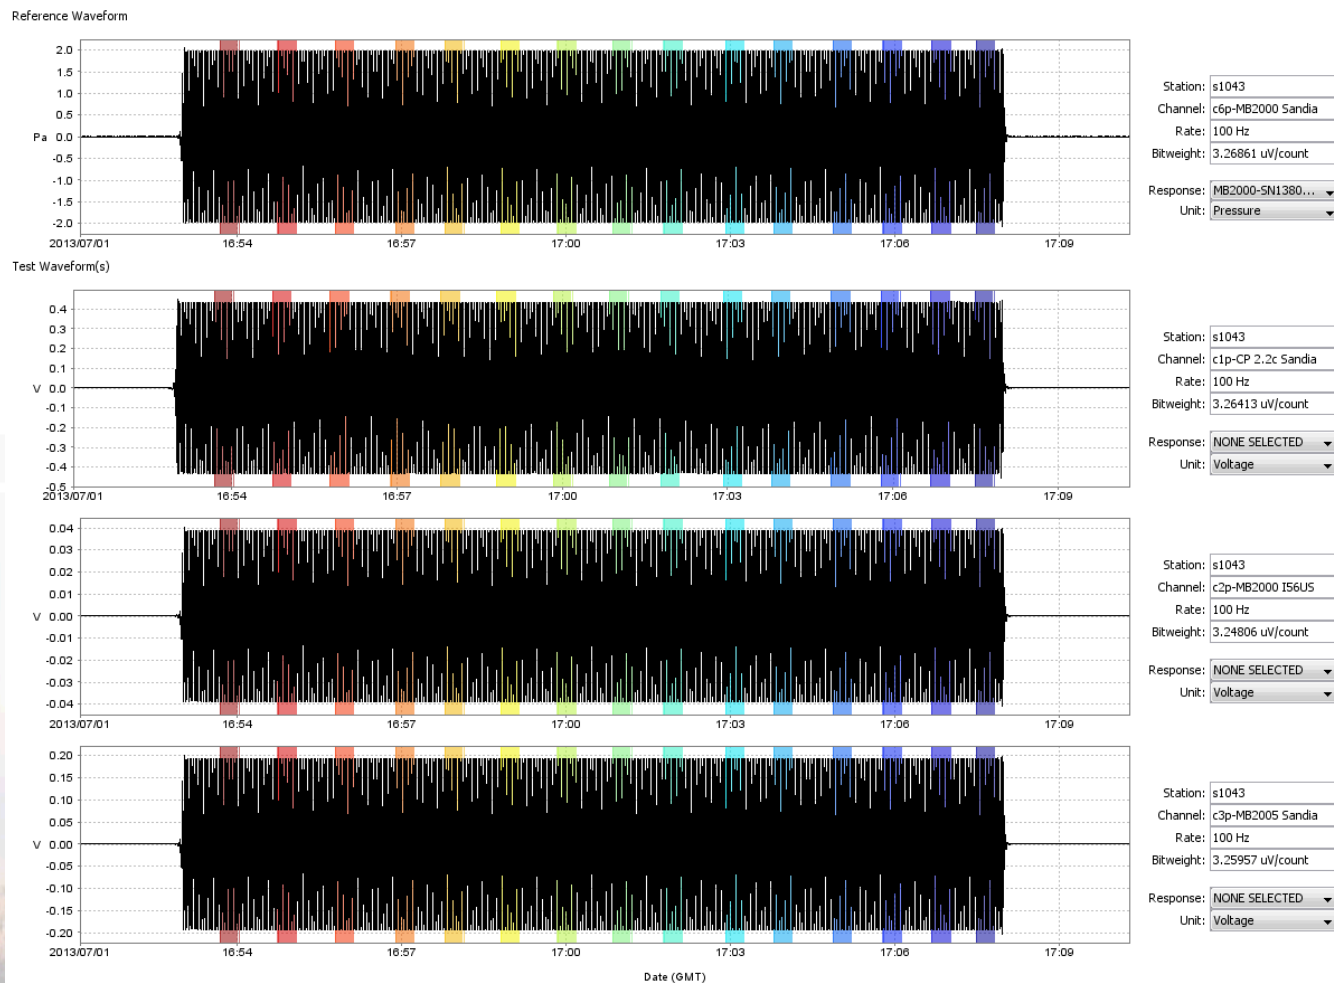 Reference Waveform
2.0
1.5
1.0
0.5
Pa 0.0
-0.5
-1.0
-1.5
-2.0
2013/07/01 16:54 16:57 17:00 17:03 17:06 17:09
Station: s1043
Channel: c6p-MB2000 Sandia
Rate: 100 Hz
Bitweight: 3.26861 uV/count
Response: MB2000-SN1380...
Unit: Pressure
Test Waveform(s)
0.4
0.3
0.2
0.1
V 0.0
-0.1
-0.2
-0.3
-0.4
-0.5
2013/07/01 16:54 16:57 17:00 17:03 17:06 17:09
Station: s1043
Channel: c1p-CP 2.2c Sandia
Rate: 100 Hz
Bitweight: 3.26413 uV/count
Response: NONE SELECTED
Unit: Voltage
0.04
0.03
0.02
0.01
V 0.00
-0.01
-0.02
-0.03
-0.04
2013/07/01 16:54 16:57 17:00 17:03 17:06 17:09
Station: s1043
Channel: c2p-MB2000 I56US
Rate: 100 Hz
Bitweight: 3.24806 uV/count
Response: NONE SELECTED
Unit: Voltage
0.20
0.15
0.10
0.05
V 0.00
-0.05
-0.10
-0.15
-0.20
2013/07/01 16:54 16:57 17:00 17:03 17:06 17:09
Station: s1043
Channel: c3p-MB2005 Sandia
Rate: 100 Hz
Bitweight: 3.25957 uV/count
Response: NONE SELECTED
Unit: Voltage
Date (GMT)